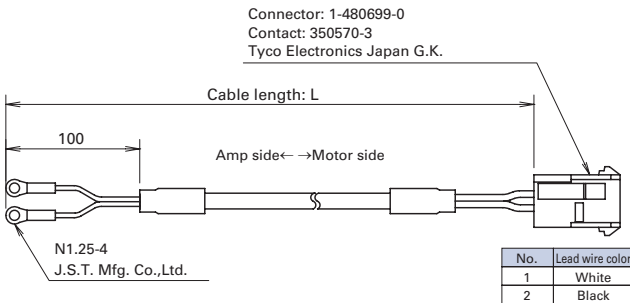 Connector: 1-480699-0
Contact: 350570-3
Tyco Electronics Japan G.K.
Cable length: L
100
Amp side← →Motor side
N1.25-4
J.S.T. Mfg. Co.,Ltd.
No. Lead wire color
1 White
2 Black